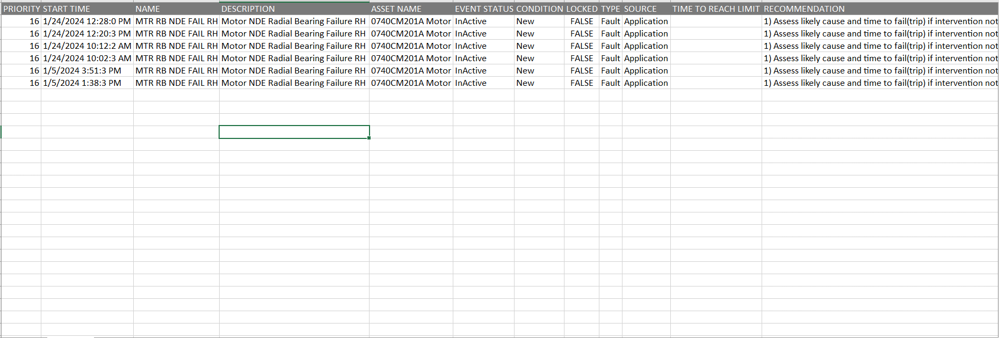 PRIORITY START TIME NAME DESCRIPTION ASSET NAME EVENT STATUS CONDITION LOCKED TYPE SOURCE TIME TO REACH LIMIT RECOMMENDATION
16 1/24/2024 12:28:0 PM MTR RB NDE FAIL RH Motor NDE Radial Bearing Failure RH 0740CM201A Motor InActive New FALSE Fault Application 1) Assess likely cause and time to fail(trip) if intervention not
16 1/24/2024 12:20:3 PM MTR RB NDE FAIL RH Motor NDE Radial Bearing Failure RH 0740CM201A Motor InActive New FALSE Fault Application 1) Assess likely cause and time to fail(trip) if intervention not
16 1/24/2024 10:12:2 AM MTR RB NDE FAIL RH Motor NDE Radial Bearing Failure RH 0740CM201A Motor InActive New FALSE Fault Application 1) Assess likely cause and time to fail(trip) if intervention not
16 1/24/2024 10:02:3 AM MTR RB NDE FAIL RH Motor NDE Radial Bearing Failure RH 0740CM201A Motor InActive New FALSE Fault Application 1) Assess likely cause and time to fail(trip) if intervention not
16 1/5/2024 3:51:3 PM MTR RB NDE FAIL RH Motor NDE Radial Bearing Failure RH 0740CM201A Motor InActive New FALSE Fault Application 1) Assess likely cause and time to fail(trip) if intervention not
16 1/5/2024 1:38:3 PM MTR RB NDE FAIL RH Motor NDE Radial Bearing Failure RH 0740CM201A Motor InActive New FALSE Fault Application 1) Assess likely cause and time to fail(trip) if intervention not